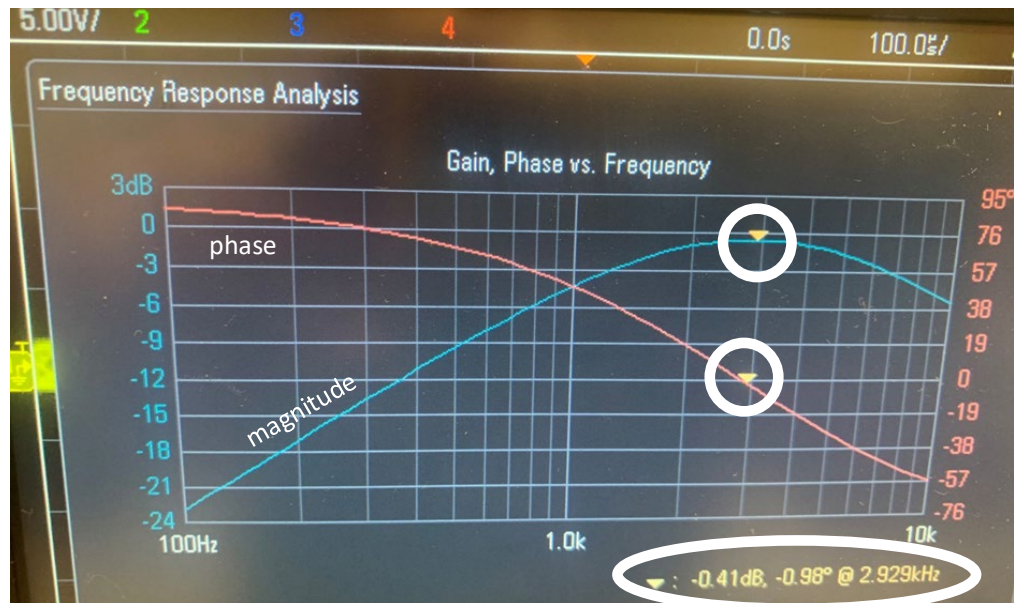 5.00V/ 2 3 4 0.0s 100.0µs/
Frequency Response Analysis
Gain, Phase vs. Frequency
3dB 95°
0 76
phase
-3 57
-6 38
-9 19
-12 0
magnitude
-15 -19
-18 -38
-21 -57
-24 -76
100Hz 1.0k 10k
: -0.41dB, -0.98° @ 2.929kHz